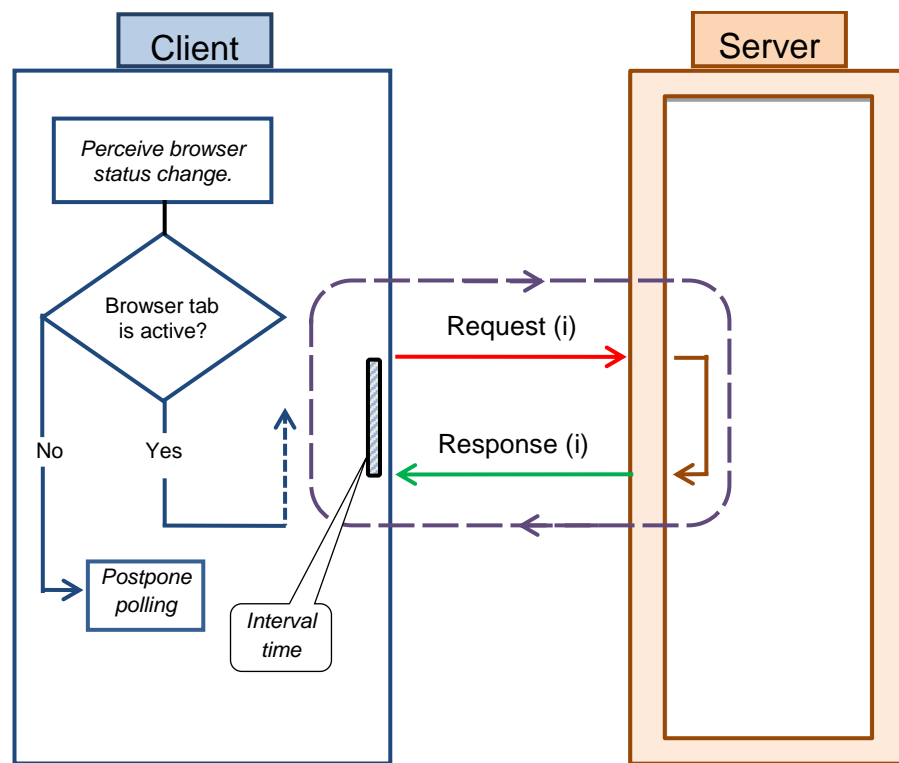 Client
Server
Perceive browser
status change.
Browser tab
is active?
Request (i)
No
Yes
Response (i)
Postpone
polling
Interval
time